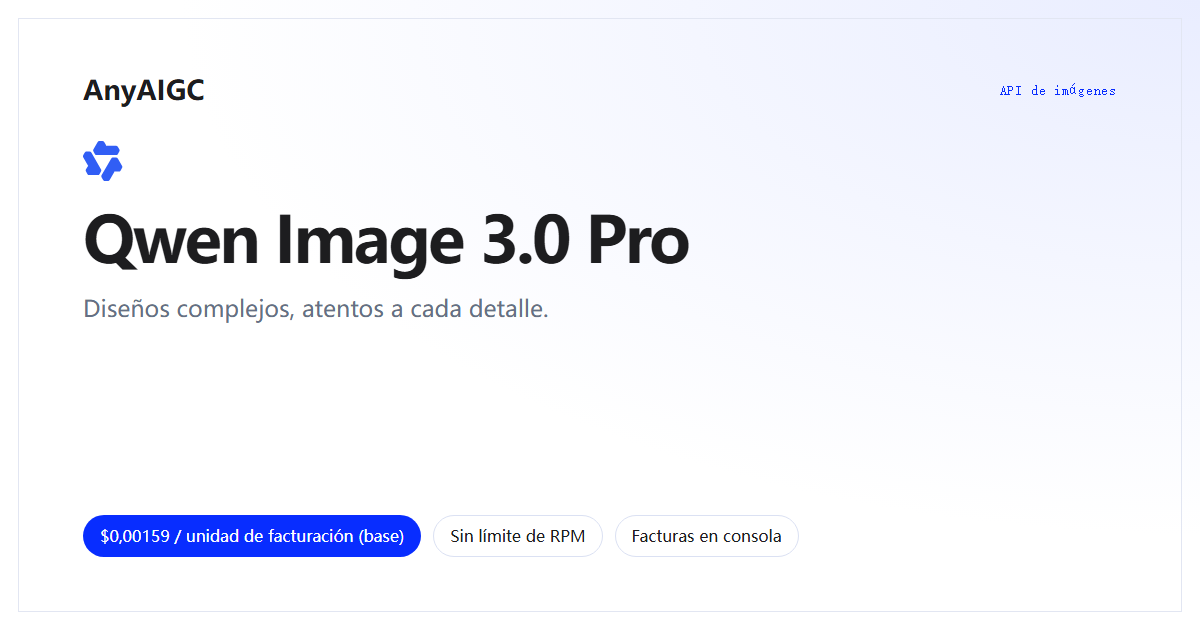 AnyAIGC
API de imágenes
Qwen Image 3.0 Pro
Diseños complejos, atentos a cada detalle.
$0,00159 / unidad de facturación (base)
Sin límite de RPM
Facturas en consola